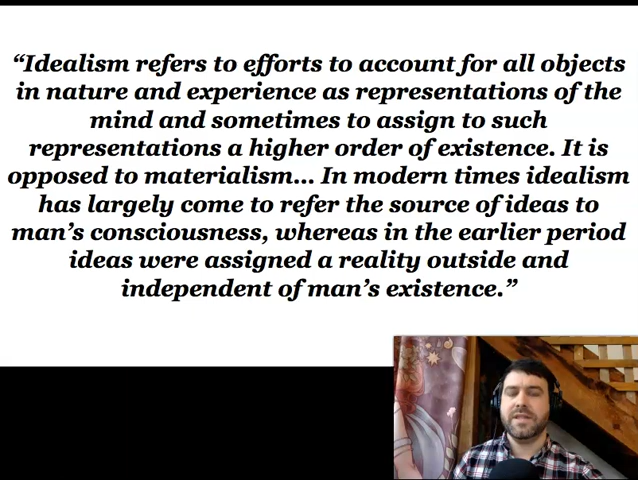 “Idealism refers to efforts to account for all objects
in nature and experience as representations of the
mind and sometimes to assign to such
representations a higher order of existence. It is
opposed to materialism... In modern times idealism
has largely come to refer the source of ideas to
man’s consciousness, whereas in the earlier period
ideas were assigned a reality outside and
independent of man’s existence.”